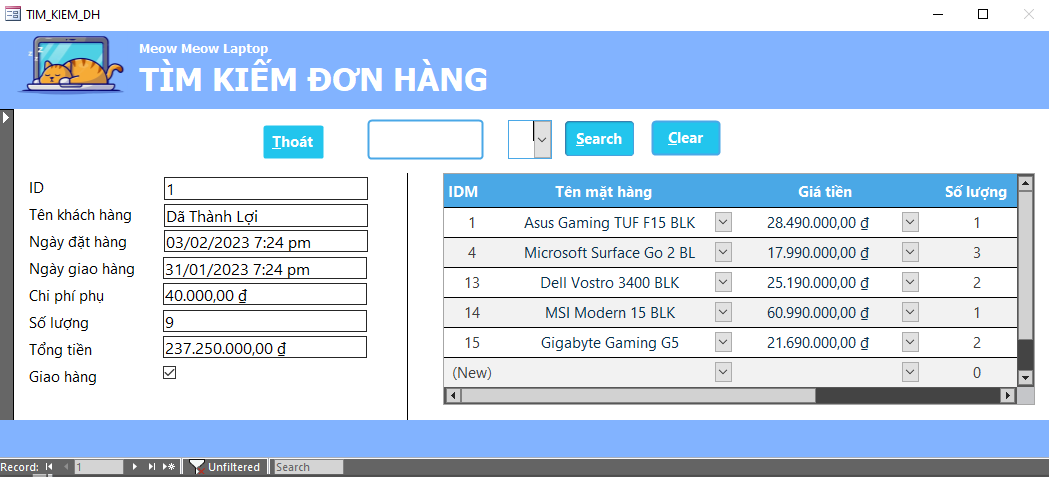 TIM_KIEM_DH
Meow Meow Laptop
TÌM KIẾM ĐƠN HÀNG
Thoát Search Clear
ID 1
Tên khách hàng Dã Thành Lợi
Ngày đặt hàng 03/02/2023 7:24 pm
Ngày giao hàng 31/01/2023 7:24 pm
Chi phí phụ 40.000,00 ₫
Số lượng 9
Tổng tiền 237.250.000,00 ₫
Giao hàng
IDM Tên mặt hàng Giá tiền Số lượng
1 Asus Gaming TUF F15 BLK 28.490.000,00 ₫ 1
4 Microsoft Surface Go 2 BL 17.990.000,00 ₫ 3
13 Dell Vostro 3400 BLK 25.190.000,00 ₫ 2
14 MSI Modern 15 BLK 60.990.000,00 ₫ 1
15 Gigabyte Gaming G5 21.690.000,00 ₫ 2
(New) 0
Record: 1 Unfiltered Search